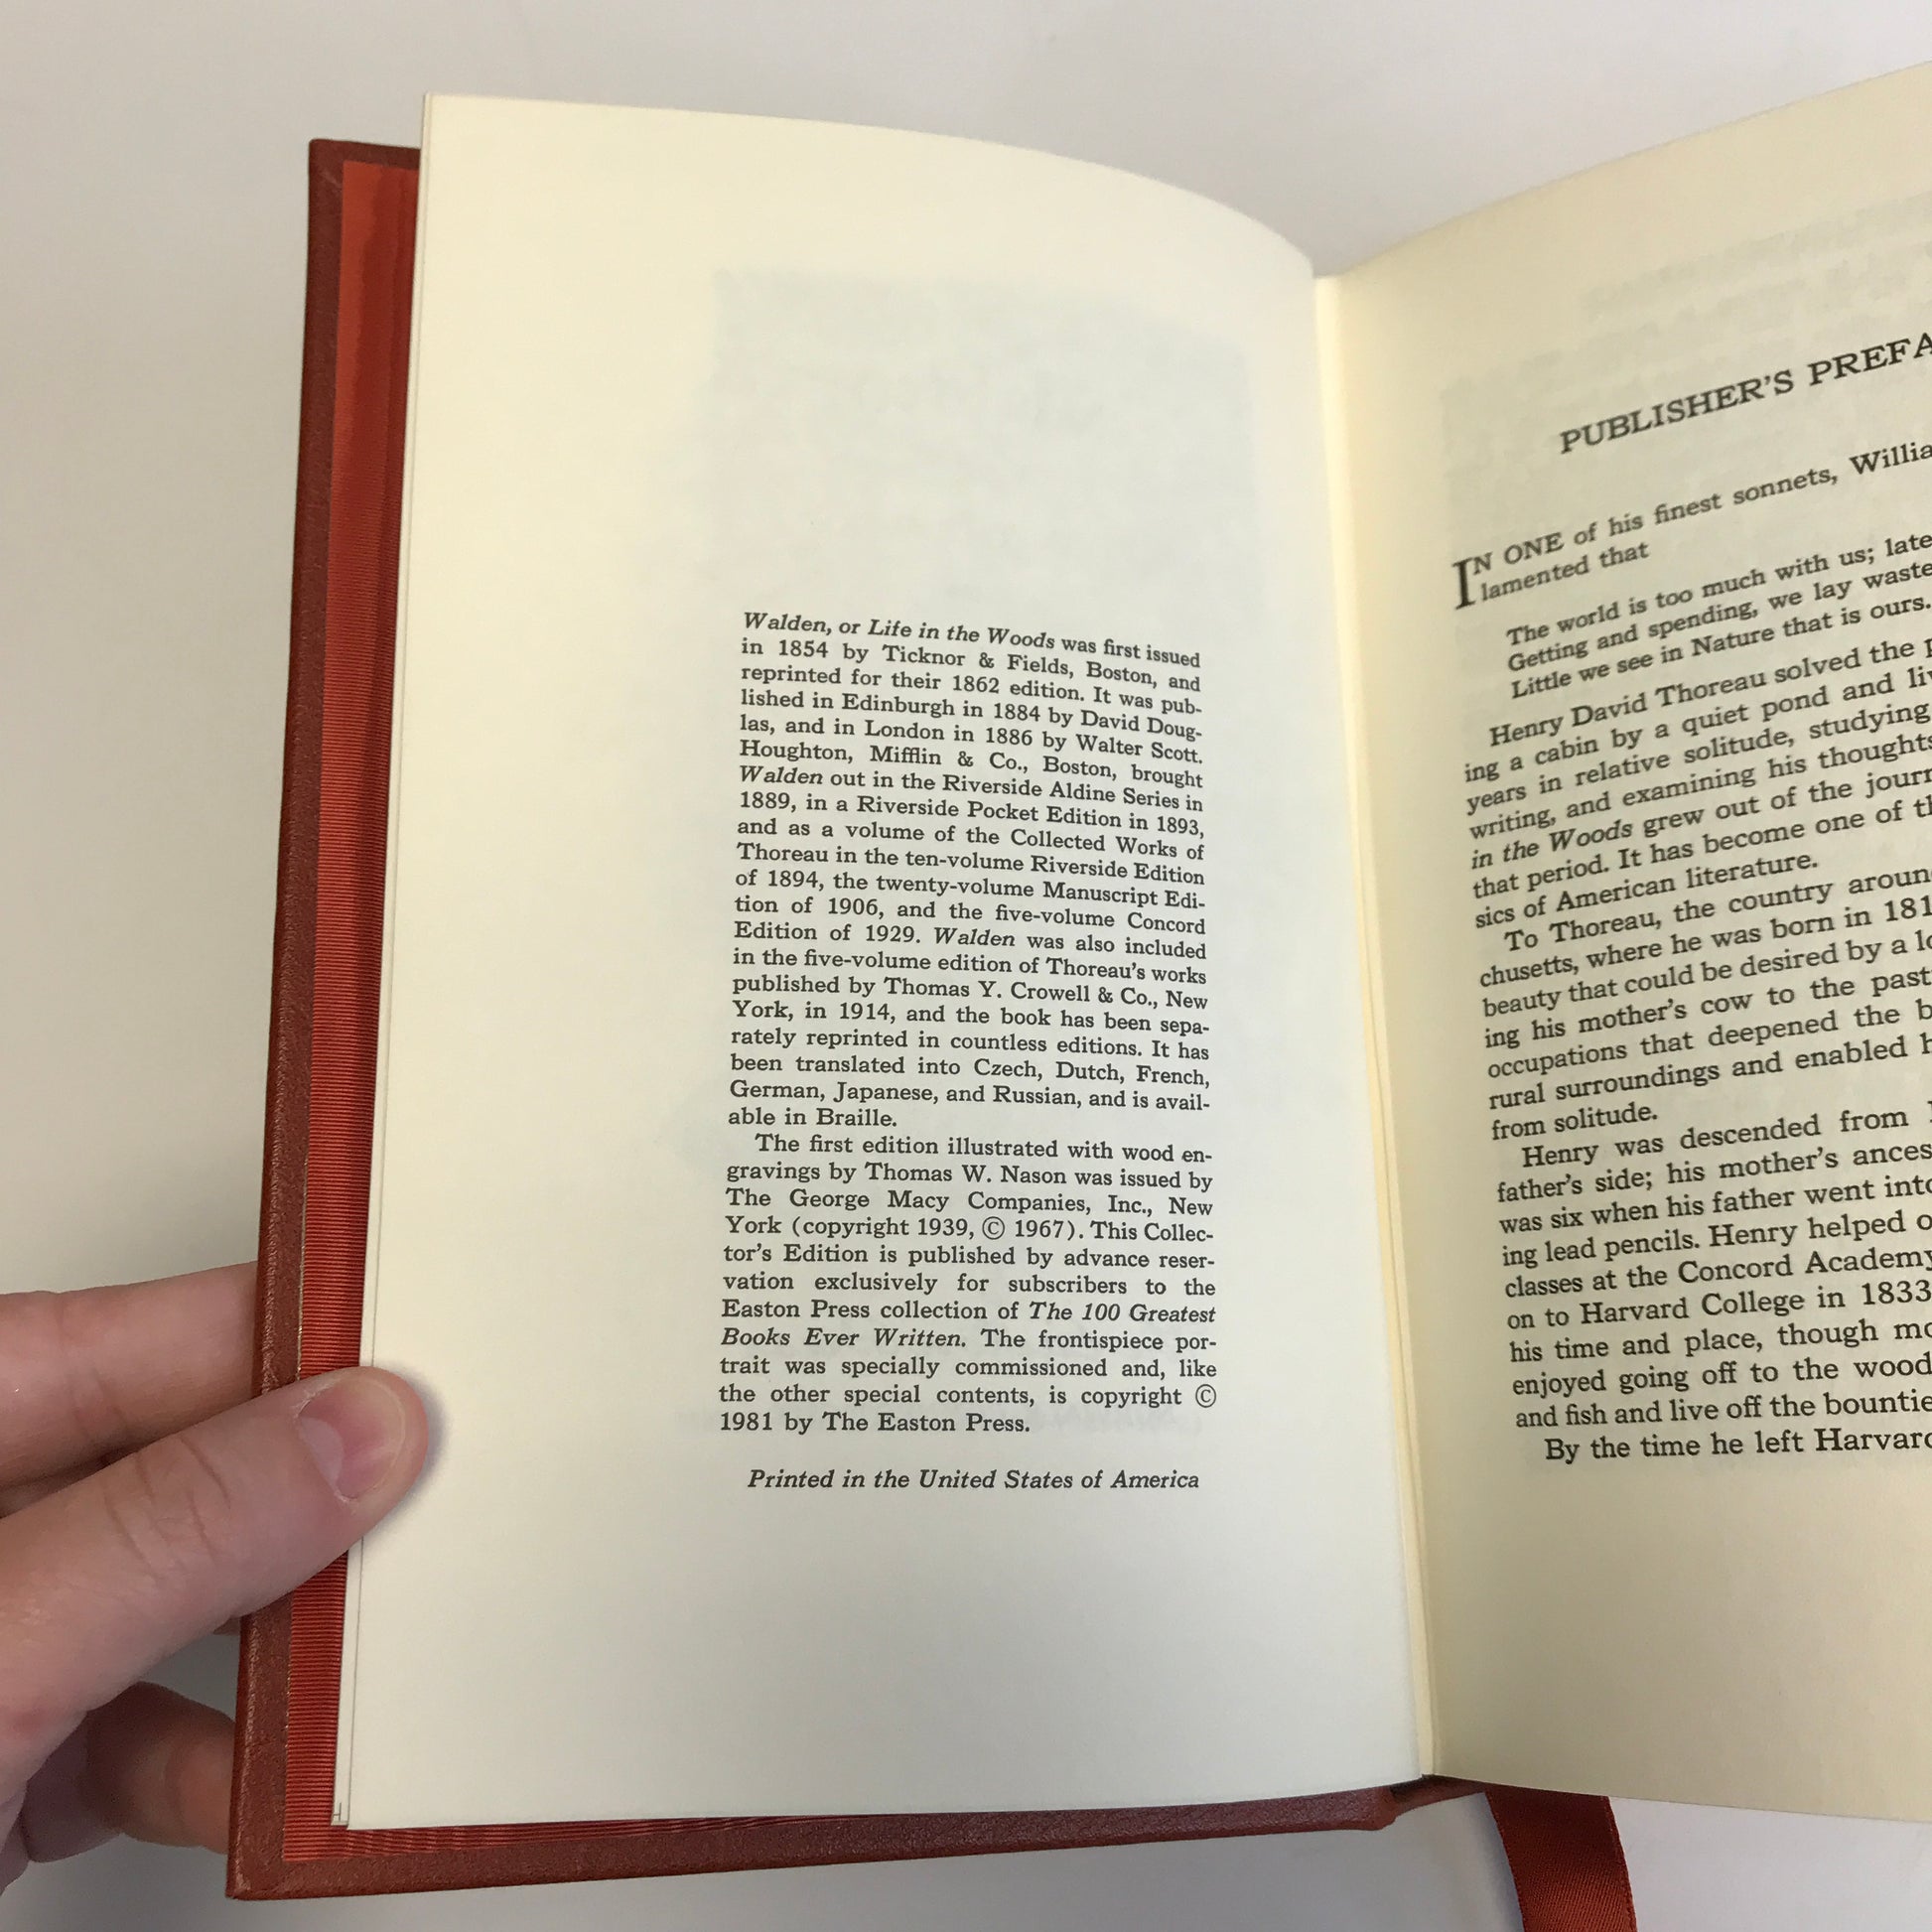 Walden, or Life in the Woods was first issued
in 1854 by Ticknor & Fields, Boston, and
reprinted for their 1862 edition. It was pub-
lished in Edinburgh in 1884 by David Doug-
las, and in London in 1886 by Walter Scott.
Houghton, Mifflin & Co., Boston, brought
Walden out in the Riverside Aldine Series in
1889, in a Riverside Pocket Edition in 1893,
and as a volume of the Collected Works of
Thoreau in the ten-volume Riverside Edition
of 1894, the twenty-volume Manuscript Edi-
tion of 1906, and the five-volume Concord
Edition of 1929. Walden was also included
in the five-volume edition of Thoreau's works
published by Thomas Y. Crowell & Co., New
York, in 1914, and the book has been sepa-
rately reprinted in countless editions. It has
been translated into Czech, Dutch, French,
German, Japanese, and Russian, and is avail-
able in Braille.
The first edition illustrated with wood en-
gravings by Thomas W. Nason was issued by
The George Macy Companies, Inc., New
York (copyright 1939, © 1967). This Collec-
tor's Edition is published by advance reser-
vation exclusively for subscribers to the
Easton Press collection of The 100 Greatest
Books Ever Written. The frontispiece por-
trait was specially commissioned and, like
the other special contents, is copyright ©
1981 by The Easton Press.
Printed in the United States of America
PUBLISHER'S PREFA
IN ONE of his finest sonnets, Willia
lamented that
The world is too much with us; late
Getting and spending, we lay waste
Little we see in Nature that is ours.
Henry David Thoreau solved the
ing a cabin by a quiet pond and liv
years in relative solitude, studying
writing, and examining his thoughts
in the Woods grew out of the journ
that period. It has become one of th
sics of American literature.
To Thoreau, the country aroun
chusetts, where he was born in 181
beauty that could be desired by a lo
ing his mother's cow to the past
occupations that deepened the b
rural surroundings and enabled h
from solitude.
Henry was descended from
father's side; his mother's ances
was six when his father went into
ing lead pencils. Henry helped o
classes at the Concord Academy
on to Harvard College in 1833
his time and place, though mo
enjoyed going off to the wood
and fish and live off the bountie
By the time he left Harvard